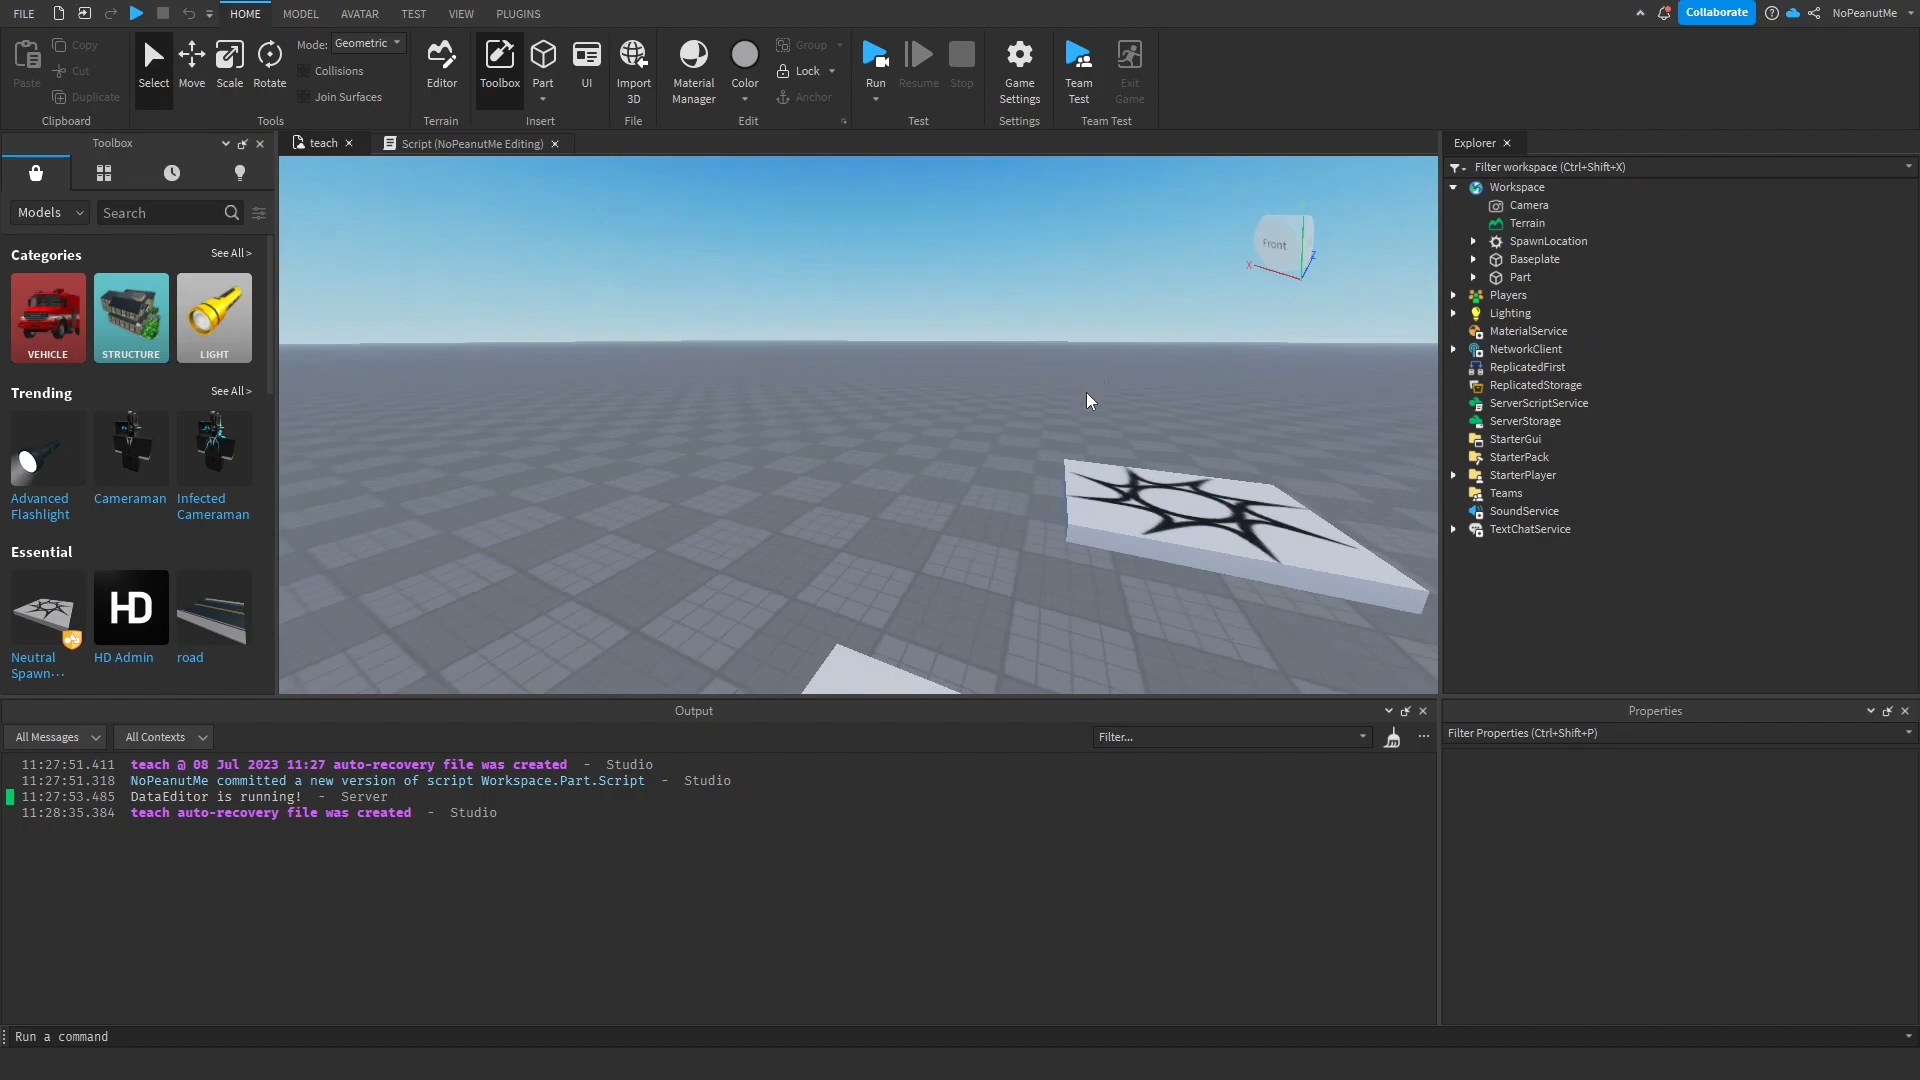 FILE
HOME
MODEL
AVATAR
TEST
VIEW
PLUGINS
Collaborate
NoPeanutMe
Paste
Copy
Cut
Duplicate
Clipboard
Select
Move
Scale
Rotate
Mode: Geometric
Collisions
Join Surfaces
Tools
Editor
Terrain
Toolbox
Part
UI
Insert
Import
3D
File
Material
Manager
Color
Group
Lock
Anchor
Edit
Run
Resume
Stop
Test
Game
Settings
Settings
Team
Test
Exit
Game
Team Test
Toolbox
Models
Search
Categories
See All >
VEHICLE
STRUCTURE
LIGHT
Trending
See All >
Advanced
Flashlight
Cameraman
Infected
Cameraman
Essential
HD
Neutral
Spawn···
HD Admin
road
teach
Script (NoPeanutMe Editing)
Front
X
Z
Explorer
Filter workspace (Ctrl+Shift+X)
Workspace
Camera
Terrain
SpawnLocation
Baseplate
Part
Players
Lighting
MaterialService
NetworkClient
ReplicatedFirst
ReplicatedStorage
ServerScriptService
ServerStorage
StarterGui
StarterPack
StarterPlayer
Teams
SoundService
TextChatService
Output
All Messages
All Contexts
Filter...
11:27:51.411 teach @ 08 Jul 2023 11:27 auto-recovery file was created - Studio
11:27:51.318 NoPeanutMe committed a new version of script Workspace.Part.Script - Studio
11:27:53.485 DataEditor is running! - Server
11:28:35.384 teach auto-recovery file was created - Studio
Properties
Filter Properties (Ctrl+Shift+P)
Run a command